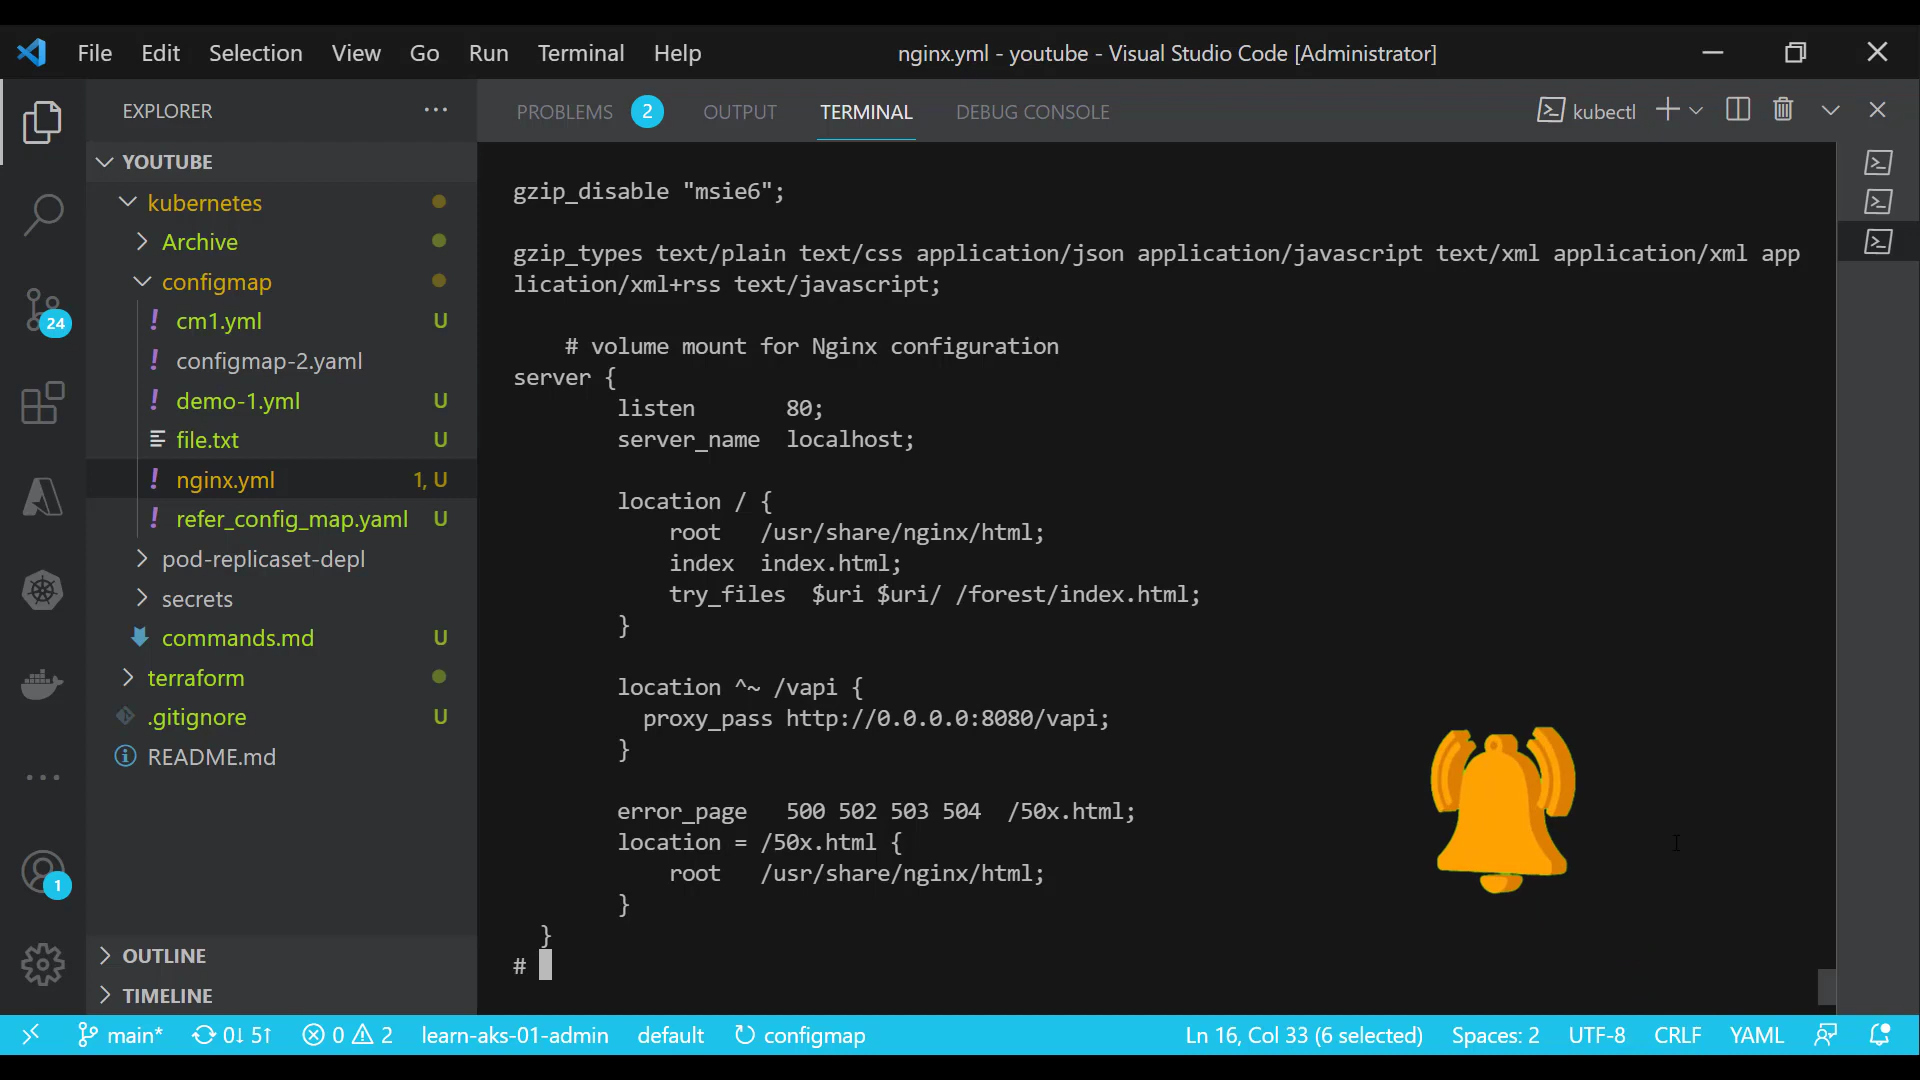 File Edit Selection View Go Run Terminal Help
nginx.yml - youtube - Visual Studio Code [Administrator]
EXPLORER
YOUTUBE
kubernetes
Archive
configmap
cm1.yml U
configmap-2.yaml
demo-1.yml U
file.txt U
nginx.yml 1, U
refer_config_map.yaml U
pod-replicaset-depl
secrets
commands.md U
terraform
.gitignore U
README.md
OUTLINE
TIMELINE
24
1
PROBLEMS 2 OUTPUT TERMINAL DEBUG CONSOLE
kubectl
gzip_disable "msie6";
gzip_types text/plain text/css application/json application/javascript text/xml application/xml app
lication/xml+rss text/javascript;
# volume mount for Nginx configuration
server {
listen 80;
server_name localhost;
location / {
root /usr/share/nginx/html;
index index.html;
try_files $uri $uri/ /forest/index.html;
}
location ^~ /vapi {
proxy_pass http://0.0.0.0:8080/vapi;
}
error_page 500 502 503 504 /50x.html;
location = /50x.html {
root /usr/share/nginx/html;
}
}
#
main* 0↓ 5↑ 0 2 learn-aks-01-admin default configmap
Ln 16, Col 33 (6 selected) Spaces: 2 UTF-8 CRLF YAML